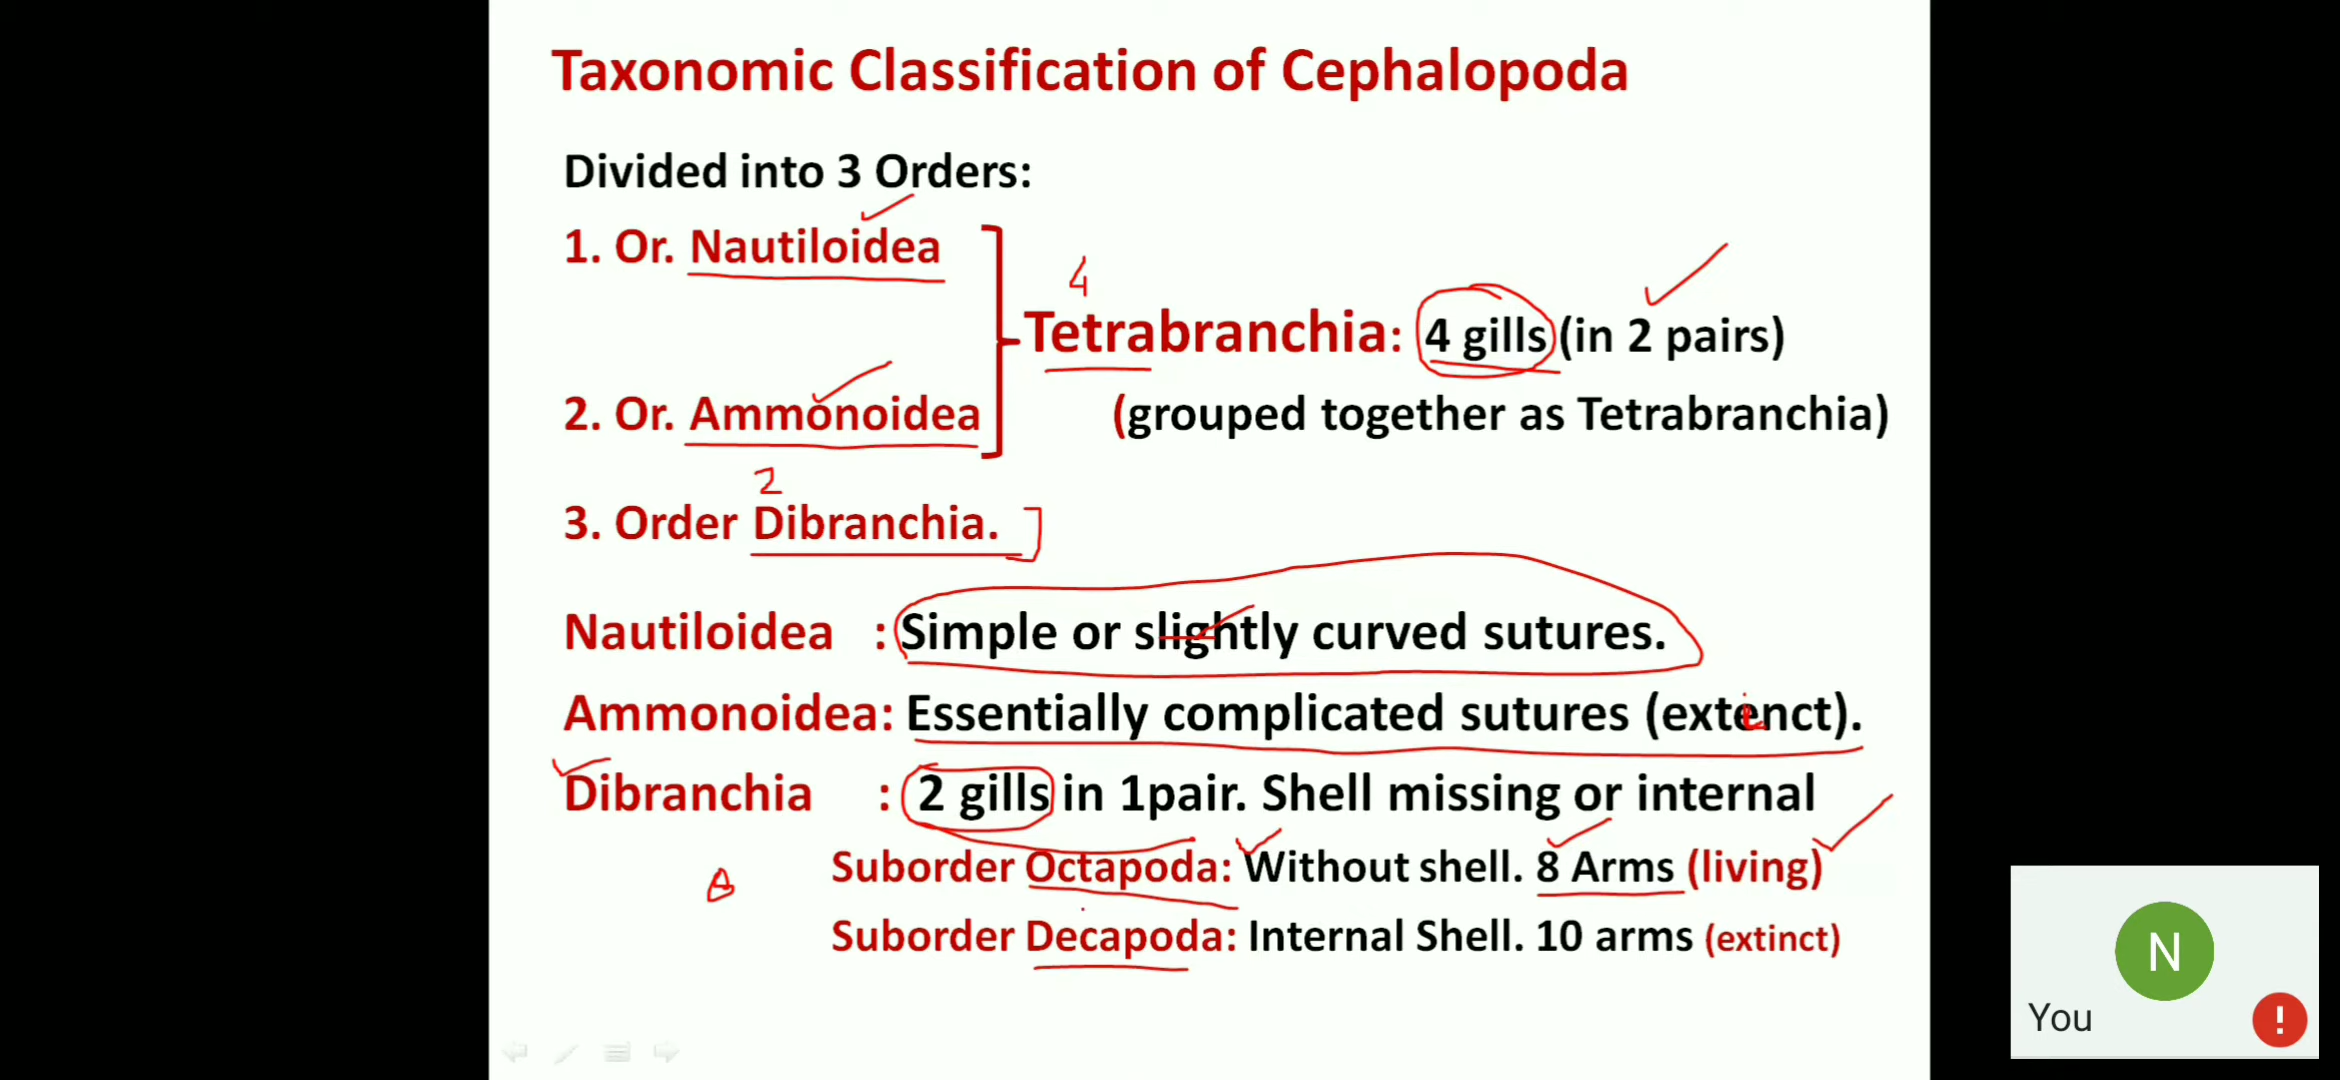 Taxonomic Classification of Cephalopoda
Divided into 3 Orders:
1. Or. Nautiloidea
4
Tetrabranchia: 4 gills (in 2 pairs)
2. Or. Ammonoidea
(grouped together as Tetrabranchia)
2
3. Order Dibranchia.
Nautiloidea : Simple or slightly curved sutures.
Ammonoidea: Essentially complicated sutures (extenct).
Dibranchia : 2 gills in 1pair. Shell missing or internal
Suborder Octapoda: Without shell. 8 Arms (living)
Suborder Decapoda: Internal Shell. 10 arms (extinct)
N
You
!